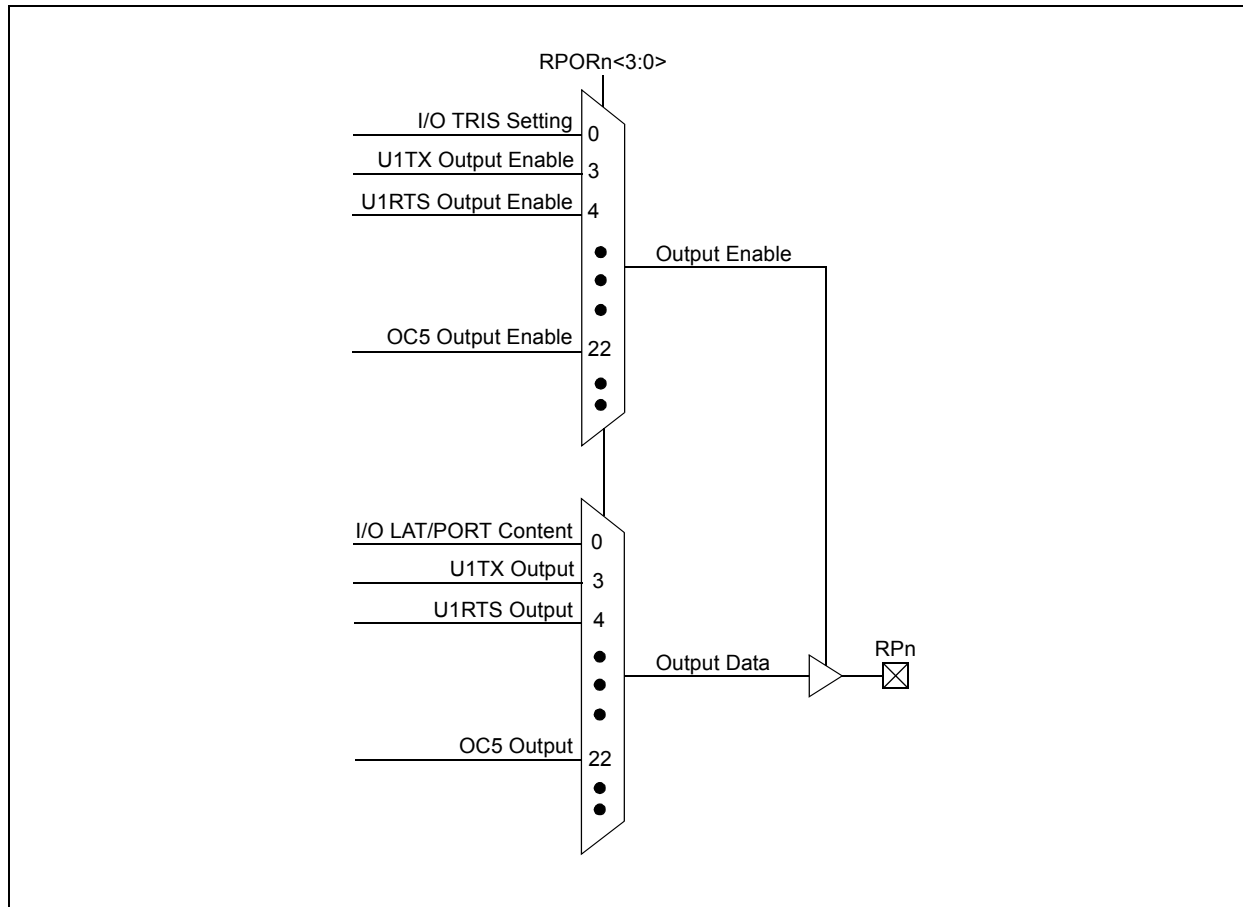 RPORn<3:0>
I/O TRIS Setting
0
U1TX Output Enable
3
U1RTS Output Enable
4
Output Enable
OC5 Output Enable
22
I/O LAT/PORT Content
0
U1TX Output
3
U1RTS Output
4
Output Data
RPn
OC5 Output
22